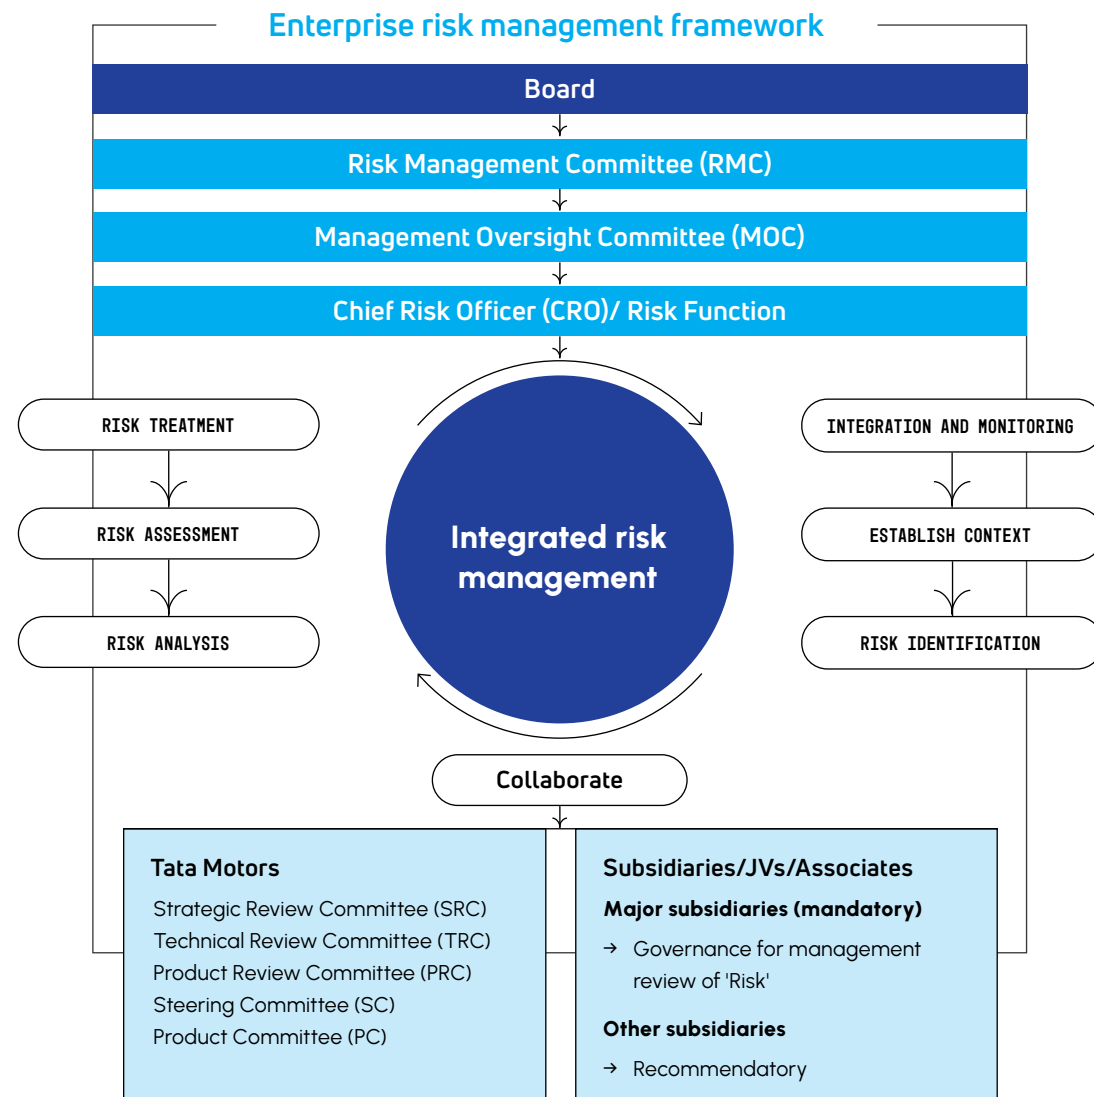 Enterprise risk management framework
Board
Risk Management Committee (RMC)
Management Oversight Committee (MOC)
Chief Risk Officer (CRO)/ Risk Function
RISK TREATMENT
RISK ASSESSMENT
RISK ANALYSIS
Integrated risk
management
INTEGRATION AND MONITORING
ESTABLISH CONTEXT
RISK IDENTIFICATION
Collaborate
Tata Motors
Strategic Review Committee (SRC)
Technical Review Committee (TRC)
Product Review Committee (PRC)
Steering Committee (SC)
Product Committee (PC)
Subsidiaries/JVs/Associates
Major subsidiaries (mandatory)
→ Governance for management
review of 'Risk'
Other subsidiaries
→ Recommendatory